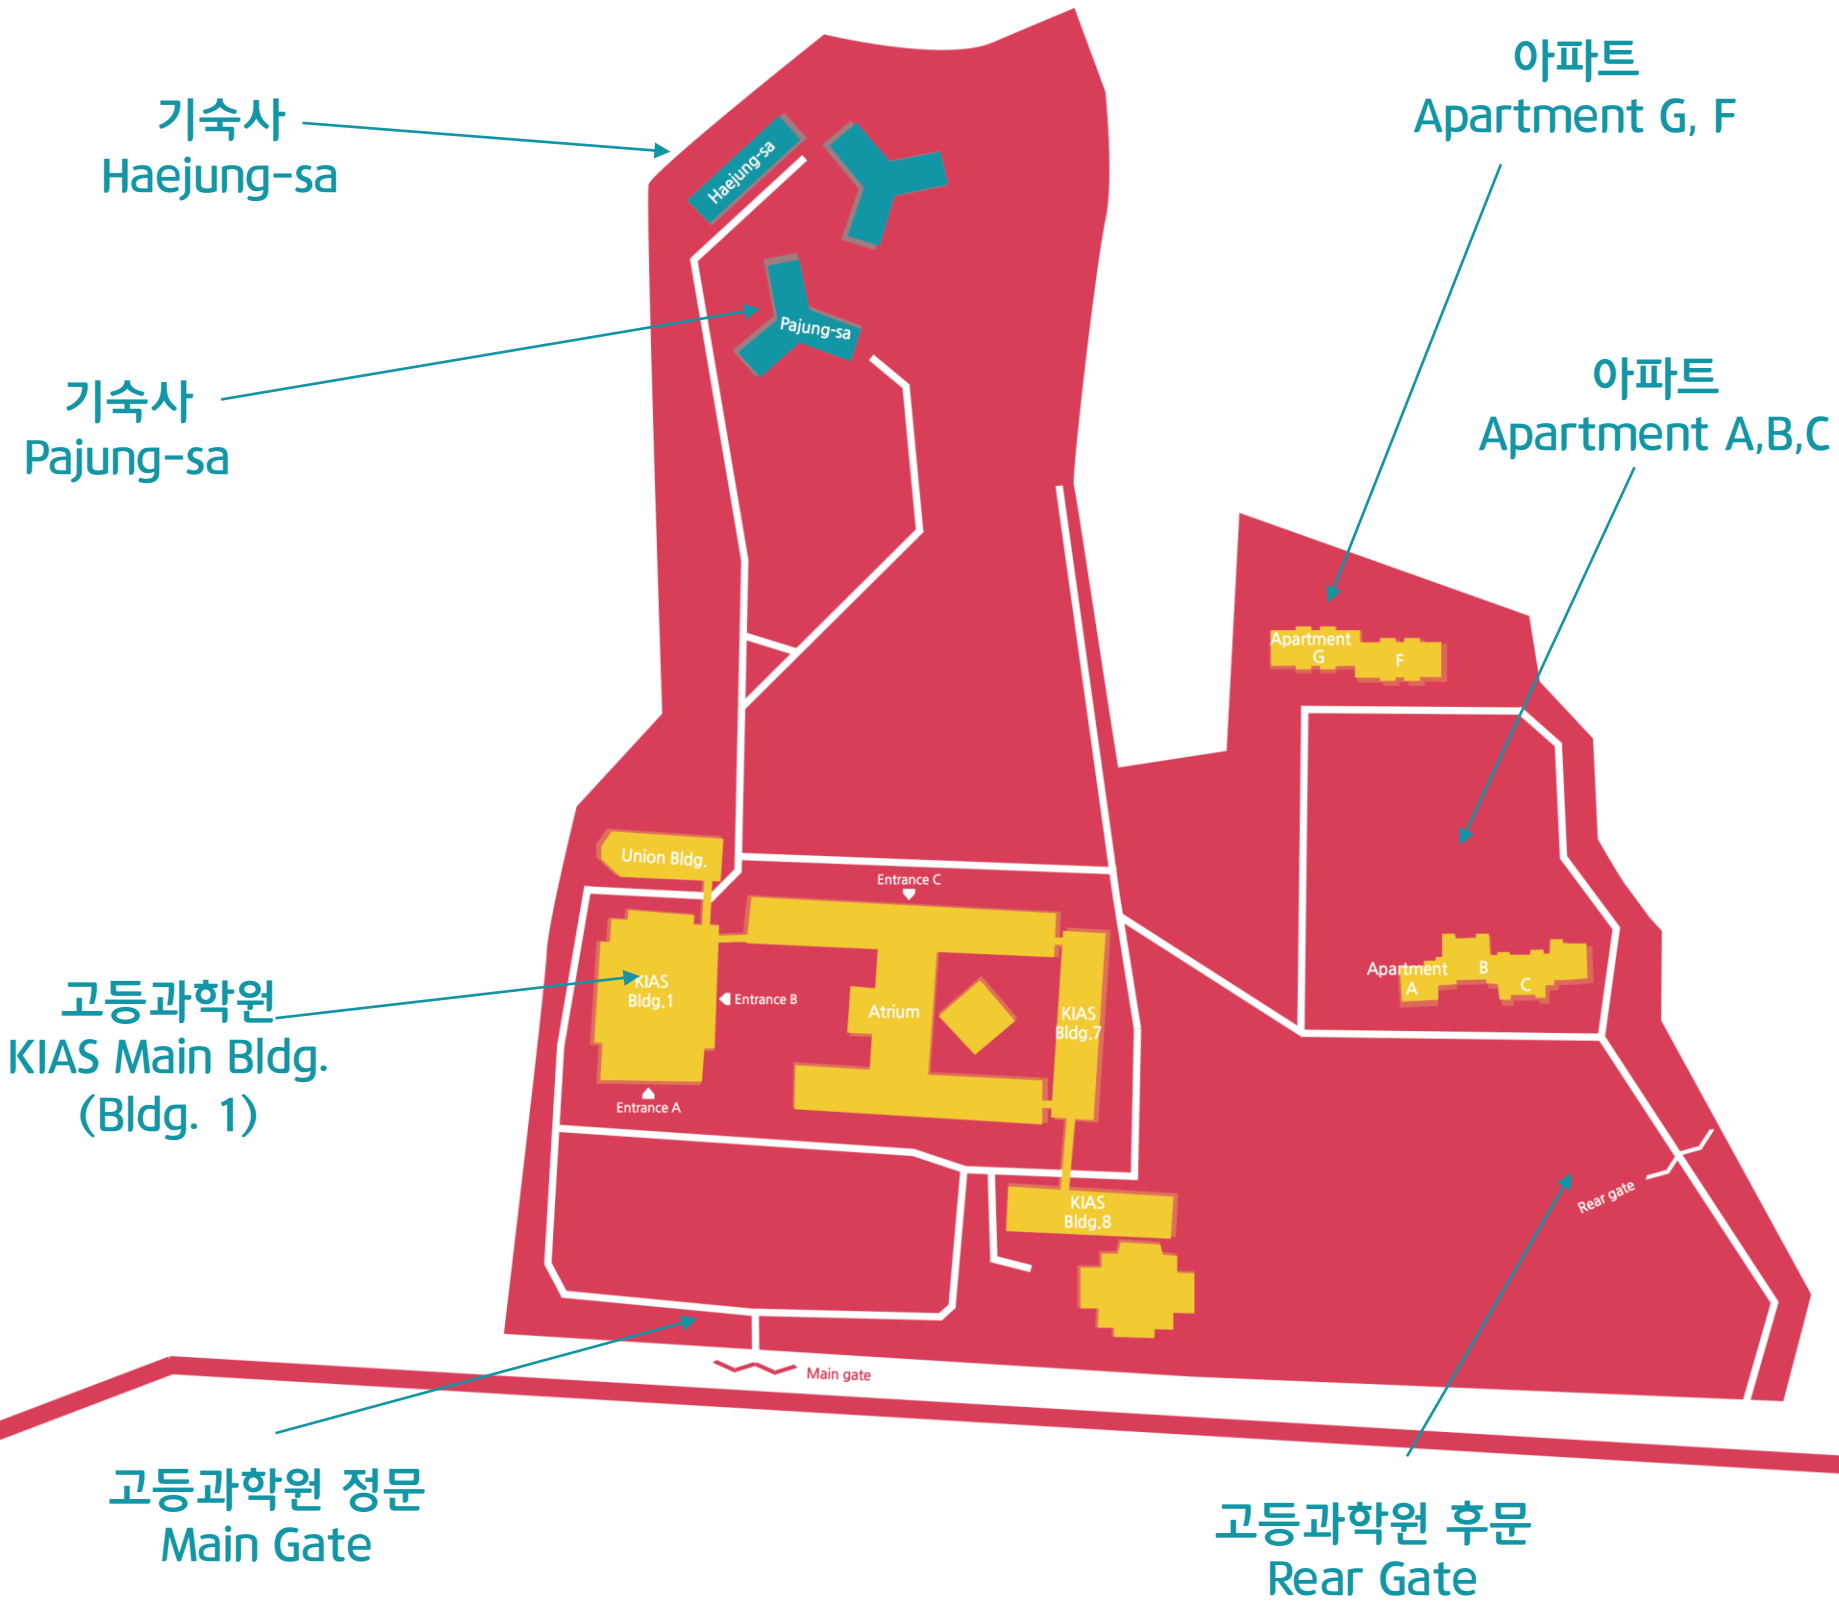 아파트
Apartment G, F
기숙사
Haejung-sa
Haejung-sa
Pajung-sa
기숙사
Pajung-sa
아파트
Apartment A,B,C
Apartment
G
F
Union Bldg.
Entrance C
KIAS
Bldg.1
Entrance B
Atrium
KIAS
Bldg.7
Apartment
A
B
C
고등과학원
KIAS Main Bldg.
(Bldg. 1)
Entrance A
KIAS
Bldg.8
Rear gate
Main gate
고등과학원 정문
Main Gate
고등과학원 후문
Rear Gate